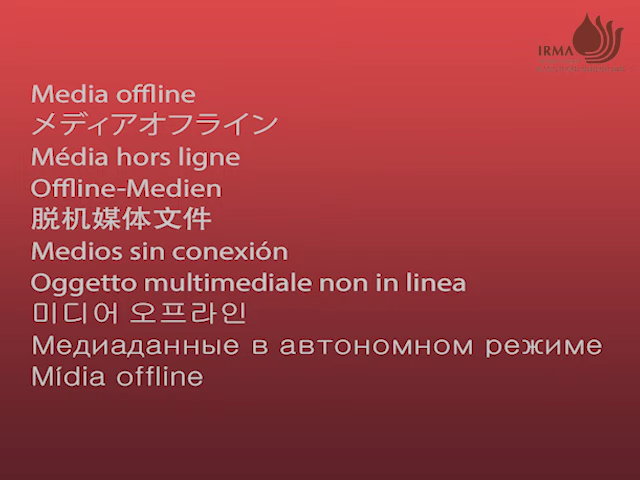 IRMA
Media offline
メディアオフライン
Média hors ligne
Offline-Medien
脱机媒体文件
Medios sin conexión
Oggetto multimediale non in linea
미디어 오프라인
Медиаданные в автономном режиме
Mídia offline